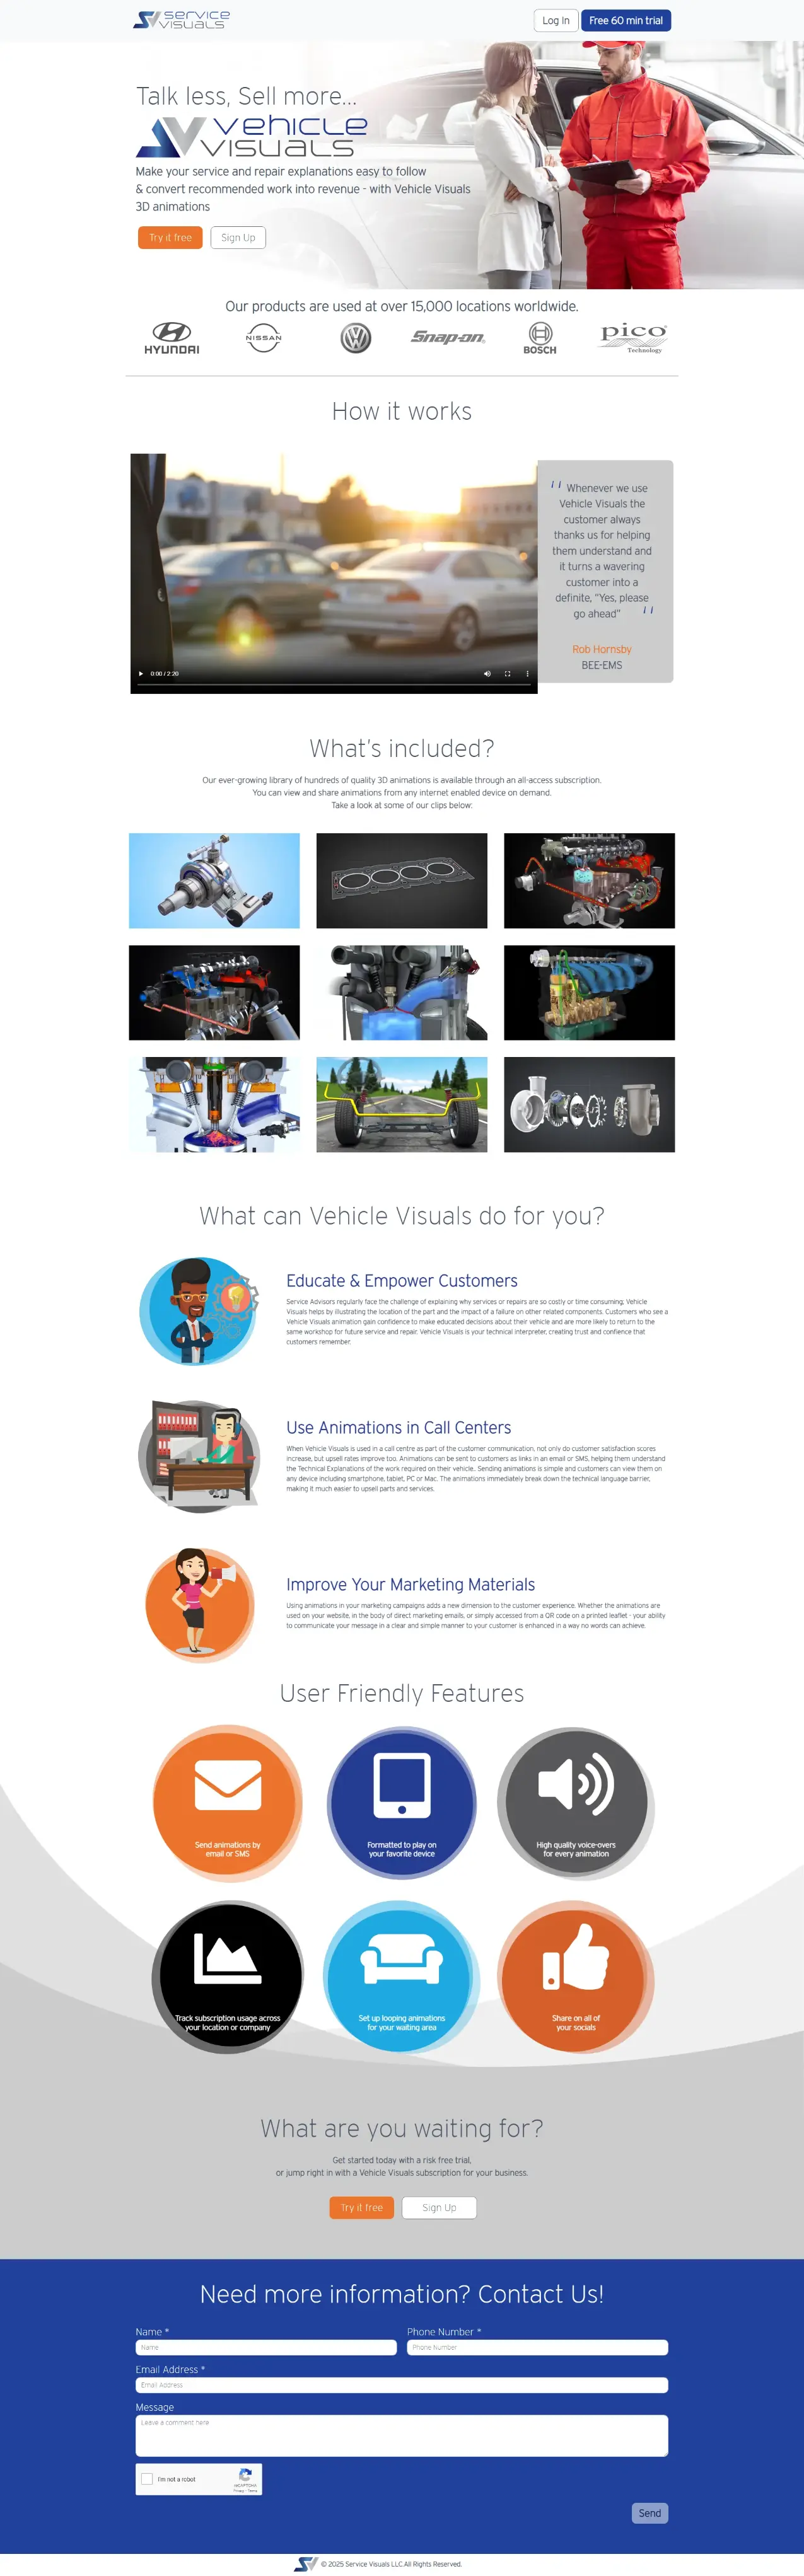 SERVICE
VISUALS
Log In
Free 60 min trial
Talk less, Sell more...
VEHICLE
VISUALS
Make your service and repair explanations easy to follow
& convert recommended work into revenue - with Vehicle Visuals
3D animations
Try it free
Sign Up
Our products are used at over 15,000 locations worldwide.
HYUNDAI
NISSAN
Snap-on
BOSCH
pico
Technology
How it works
" Whenever we use
Vehicle Visuals the
customer always
thanks us for helping
them understand and
it turns a wavering
customer into a
definite, "Yes, please
go ahead" "
Rob Hornsby
BEE-EMS
0:00 / 2:20
What's included?
Our ever-growing library of hundreds of quality 3D animations is available through an all-access subscription.
You can view and share animations from any internet enabled device on demand.
Take a look at some of our clips below:
What can Vehicle Visuals do for you?
Educate & Empower Customers
Service Advisors regularly face the challenge of explaining why services or repairs are so costly or time consuming; Vehicle
Visuals helps by illustrating the location of the part and the impact of a failure on other related components. Customers who see a
Vehicle Visuals animation gain confidence to make educated decisions about their vehicle and are more likely to return to the
same workshop for future service and repair. Vehicle Visuals is your technical interpreter, creating trust and confience that
customers remember.
Use Animations in Call Centers
When Vehicle Visuals is used in a call centre as part of the customer communication, not only do customer satisfaction scores
increase, but upsell rates improve too. Animations can be sent to customers as links in an email or SMS, helping them understand
the Technical Explanations of the work required on their vehicle.. Sending animations is simple and customers can view them on
any device including smartphone, tablet, PC or Mac. The animations immediately break down the technical language barrier,
making it much easier to upsell parts and services.
Improve Your Marketing Materials
Using animations in your marketing campaigns adds a new dimension to the customer experience. Whether the animations are
used on your website, in the body of direct marketing emails, or simply accessed from a QR code on a printed leaflet - your ability
to communicate your message in a clear and simple manner to your customer is enhanced in a way no words can achieve.
User Friendly Features
Send animations by
email or SMS
Formatted to play on
your favorite device
High quality voice-overs
for every animation
Track subscription usage across
your location or company
Set up looping animations
for your waiting area
Share on all of
your socials
What are you waiting for?
Get started today with a risk free trial,
or jump right in with a Vehicle Visuals subscription for your business.
Try it free
Sign Up
Need more information? Contact Us!
Name *
Phone Number *
Name
Phone Number
Email Address *
Email Address
Message
Leave a comment here
I'm not a robot
reCAPTCHA
Privacy - Terms
Send
© 2025 Service Visuals LLC.All Rights Reserved.